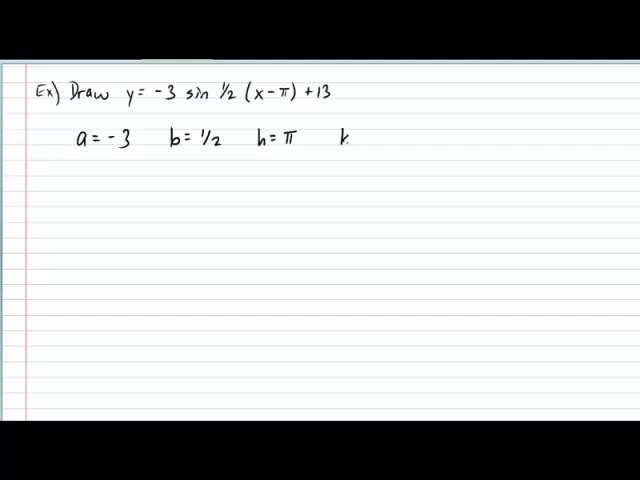 Ex) Draw y = -3 sin 1/2 (x - π) + 13
a = -3 b = 1/2 h = π k